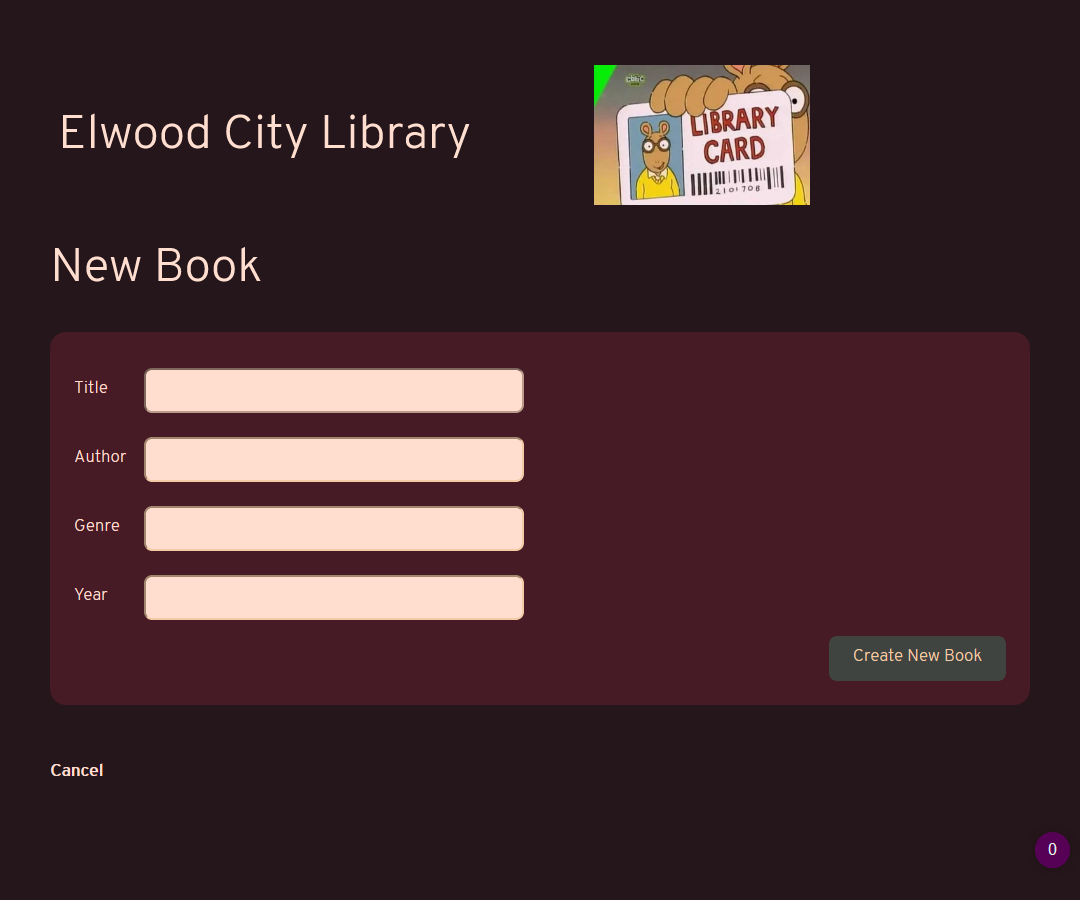 Elwood City Library
LIBRARY
CARD
2101708
New Book
Title
Author
Genre
Year
Create New Book
Cancel
0